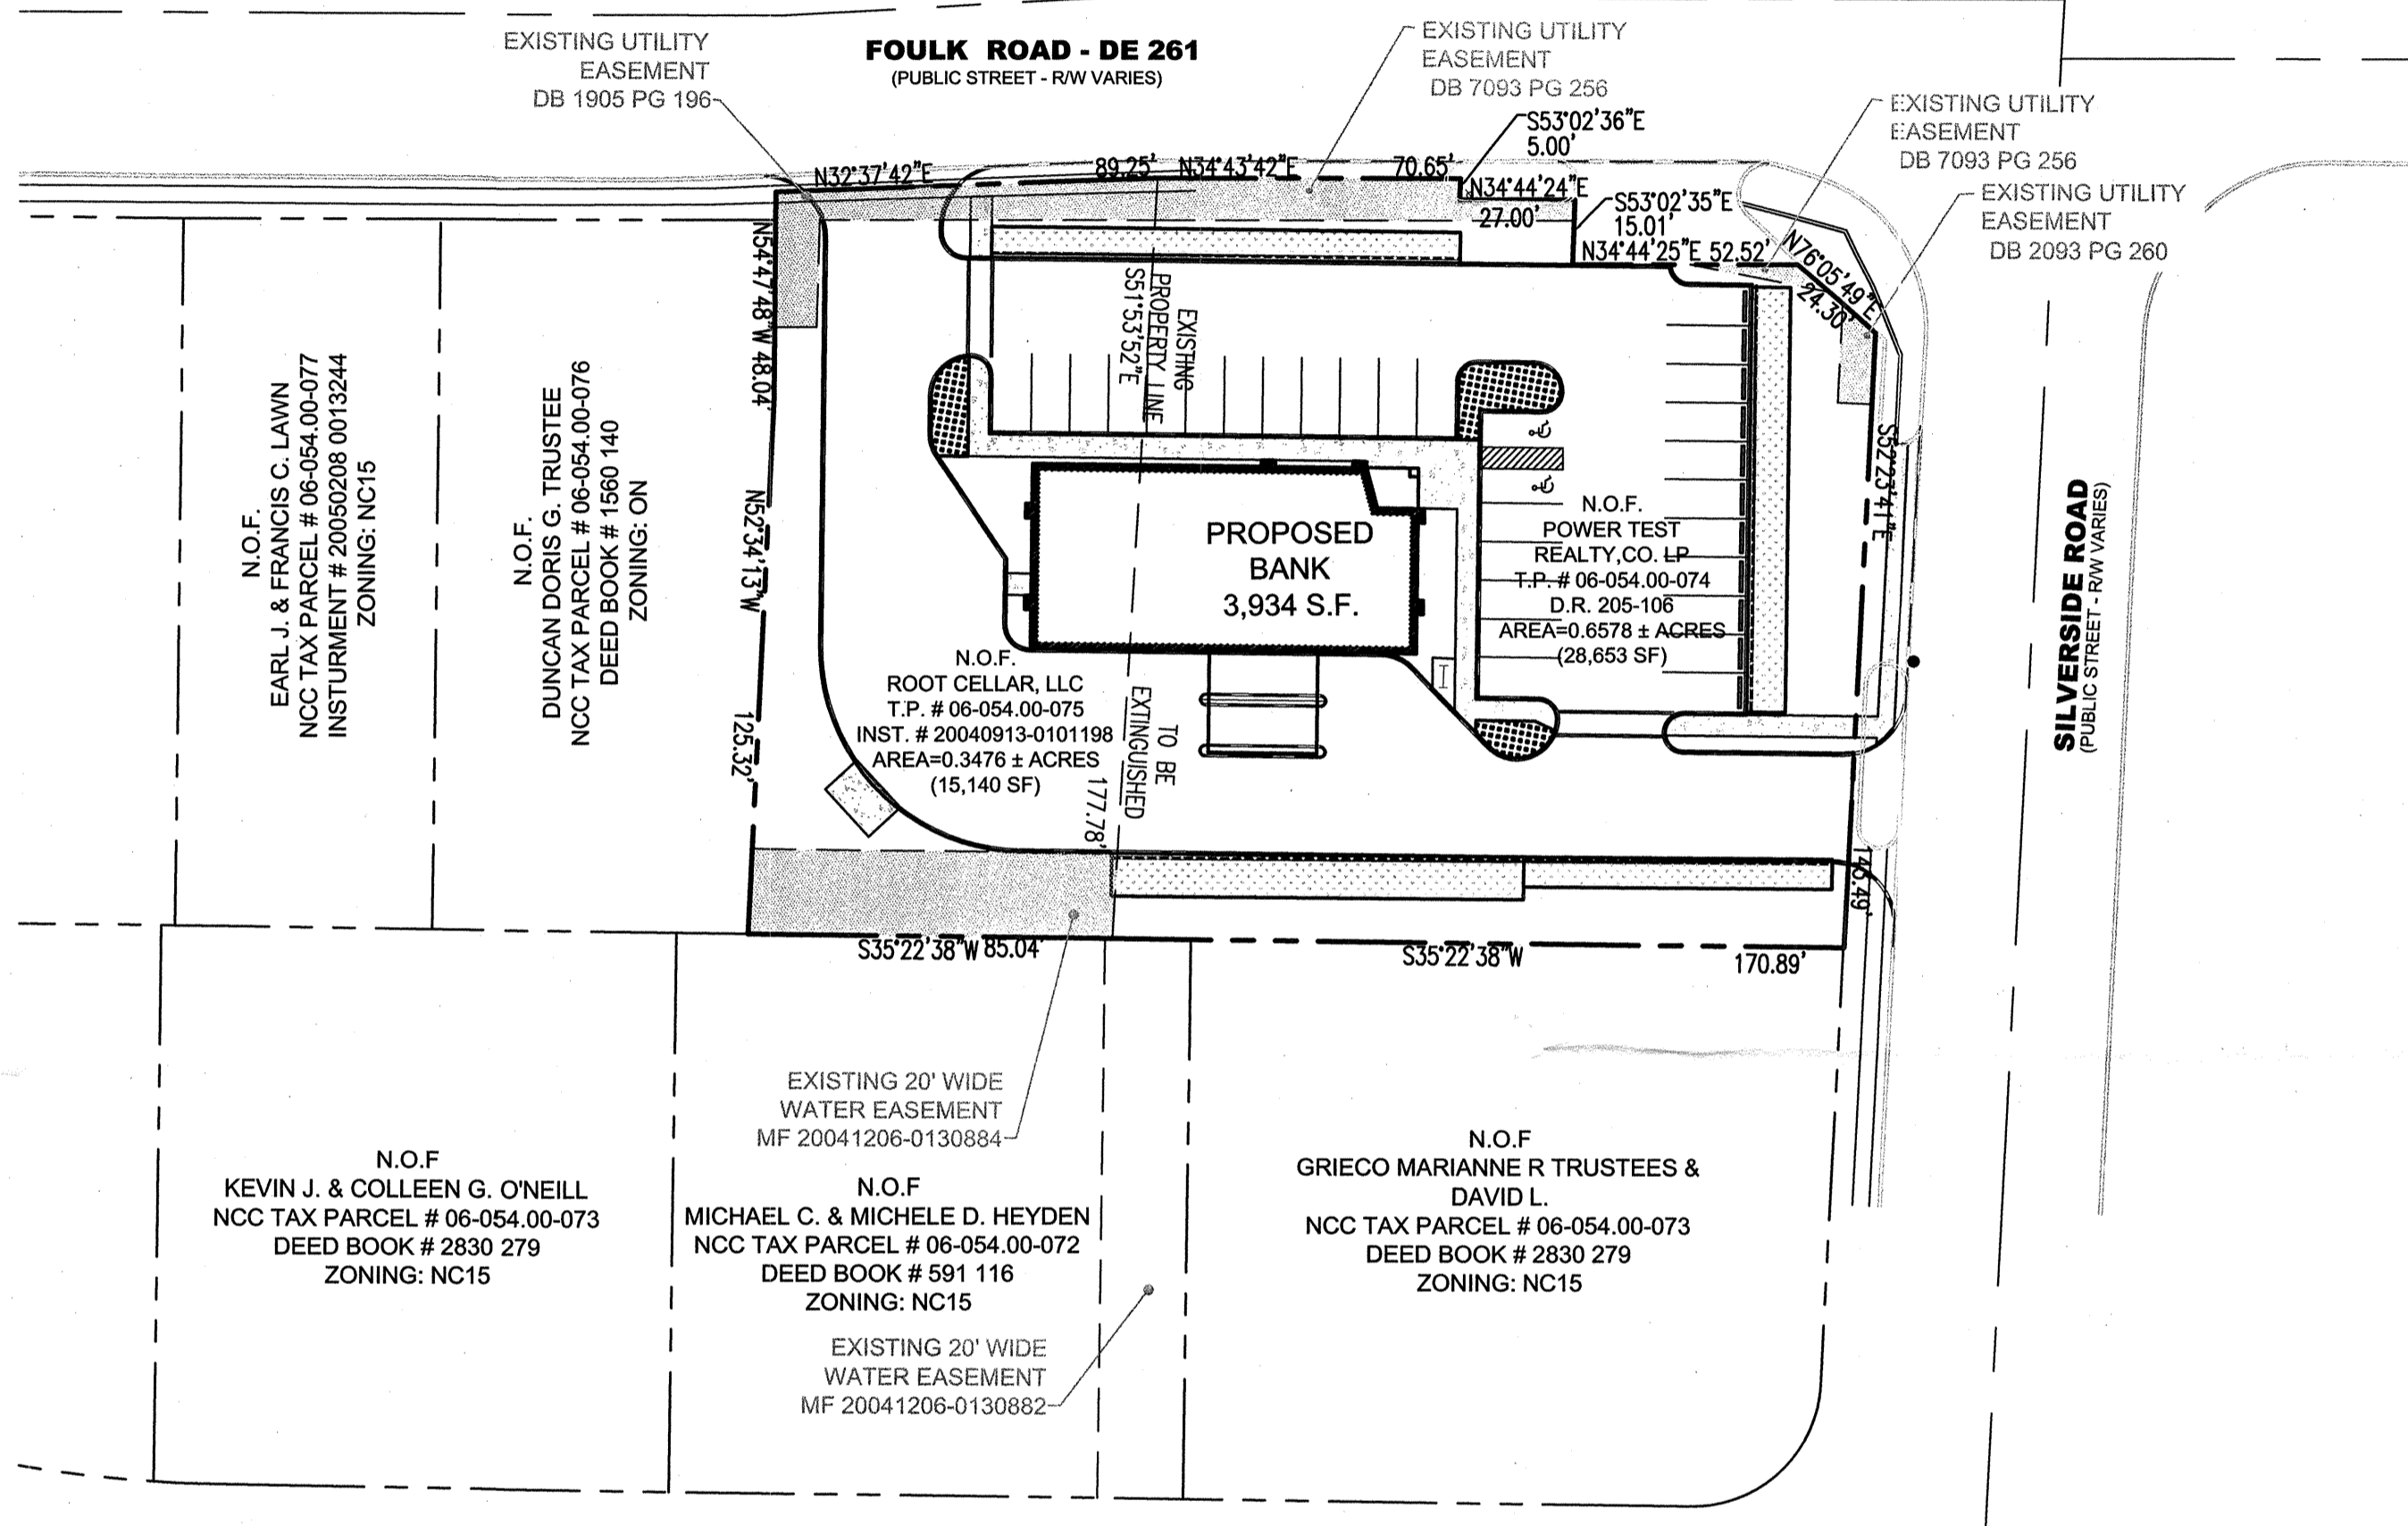 EXISTING UTILITY
EASEMENT
DB 1905 PG 196
FOULK ROAD - DE 261
(PUBLIC STREET - R/W VARIES)
EXISTING UTILITY
EASEMENT
DB 7093 PG 256
S53°02'36"E
5.00'
EXISTING UTILITY
EASEMENT
DB 7093 PG 256
EXISTING UTILITY
EASEMENT
DB 2093 PG 260
N32°37'42"E
89.25'
N34°43'42"E
70.65'
N34°44'24"E
27.00'
S53°02'35"E
15.01'
N34°44'25"E 52.52'
N76°05'49"E
24.30'
S52°23'41"E
146.49'
N54°47'48"W 48.04'
N52°34'13"W
125.32'
EXISTING
PROPERTY LINE
S51°53'52"E
TO BE
EXTINGUISHED
177.78'
N.O.F.
EARL J. & FRANCIS C. LAWN
NCC TAX PARCEL # 06-054.00-077
INSTURMENT # 20050208 0013244
ZONING: NC15
N.O.F.
DUNCAN DORIS G. TRUSTEE
NCC TAX PARCEL # 06-054.00-076
DEED BOOK # 1560 140
ZONING: ON
PROPOSED
BANK
3,934 S.F.
N.O.F.
POWER TEST
REALTY,CO. LP
T.P. # 06-054.00-074
D.R. 205-106
AREA=0.6578 ± ACRES
(28,653 SF)
N.O.F.
ROOT CELLAR, LLC
T.P. # 06-054.00-075
INST. # 20040913-0101198
AREA=0.3476 ± ACRES
(15,140 SF)
SILVERSIDE ROAD
(PUBLIC STREET - R/W VARIES)
S35°22'38"W 85.04'
S35°22'38"W
170.89'
EXISTING 20' WIDE
WATER EASEMENT
MF 20041206-0130884
N.O.F
KEVIN J. & COLLEEN G. O'NEILL
NCC TAX PARCEL # 06-054.00-073
DEED BOOK # 2830 279
ZONING: NC15
N.O.F
MICHAEL C. & MICHELE D. HEYDEN
NCC TAX PARCEL # 06-054.00-072
DEED BOOK # 591 116
ZONING: NC15
N.O.F
GRIECO MARIANNE R TRUSTEES &
DAVID L.
NCC TAX PARCEL # 06-054.00-073
DEED BOOK # 2830 279
ZONING: NC15
EXISTING 20' WIDE
WATER EASEMENT
MF 20041206-0130882